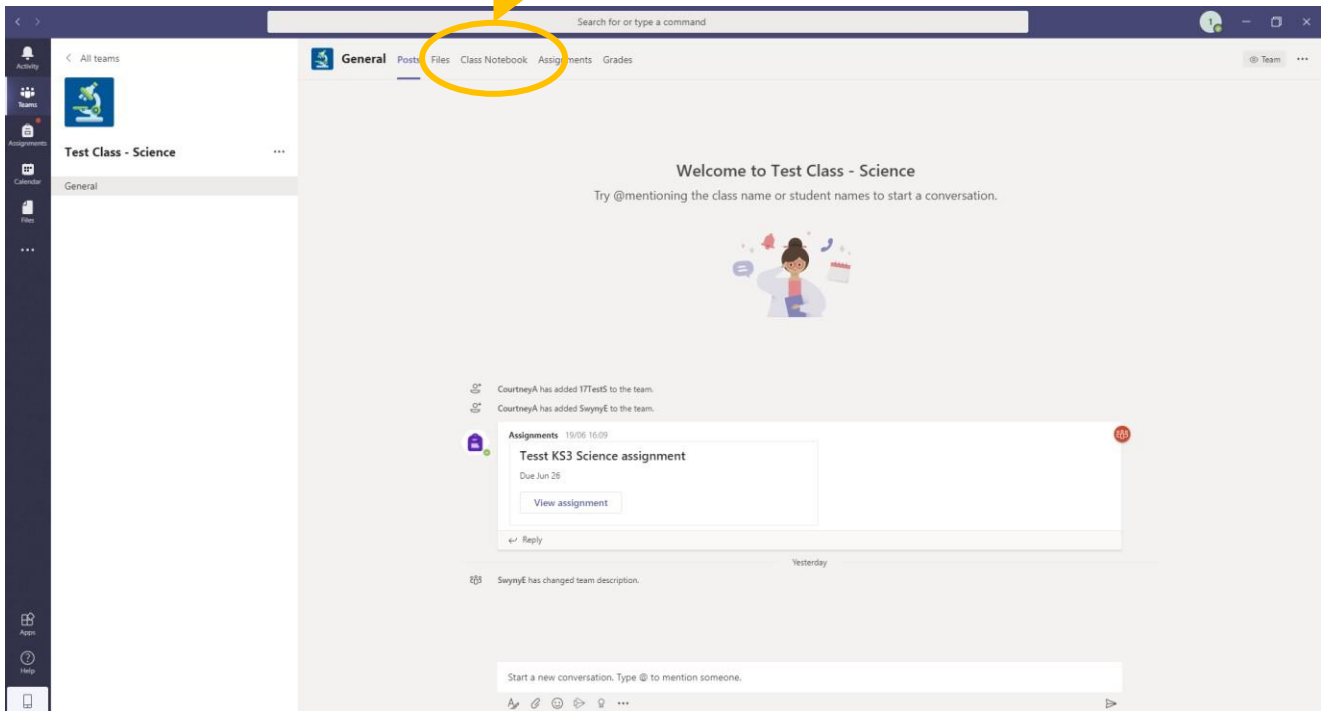 Search for or type a command
1
Activity
Teams
Assignments
Calendar
Files
Apps
Help
All teams
Test Class - Science
General
General Posts Files Class Notebook Assignments Grades
Team
Welcome to Test Class - Science
Try @mentioning the class name or student names to start a conversation.
CourtneyA has added 17TestS to the team.
CourtneyA has added SwynyE to the team.
Assignments 19/06 16:09
Tesst KS3 Science assignment
Due Jun 26
View assignment
Reply
Yesterday
SwynyE has changed team description.
Start a new conversation. Type @ to mention someone.